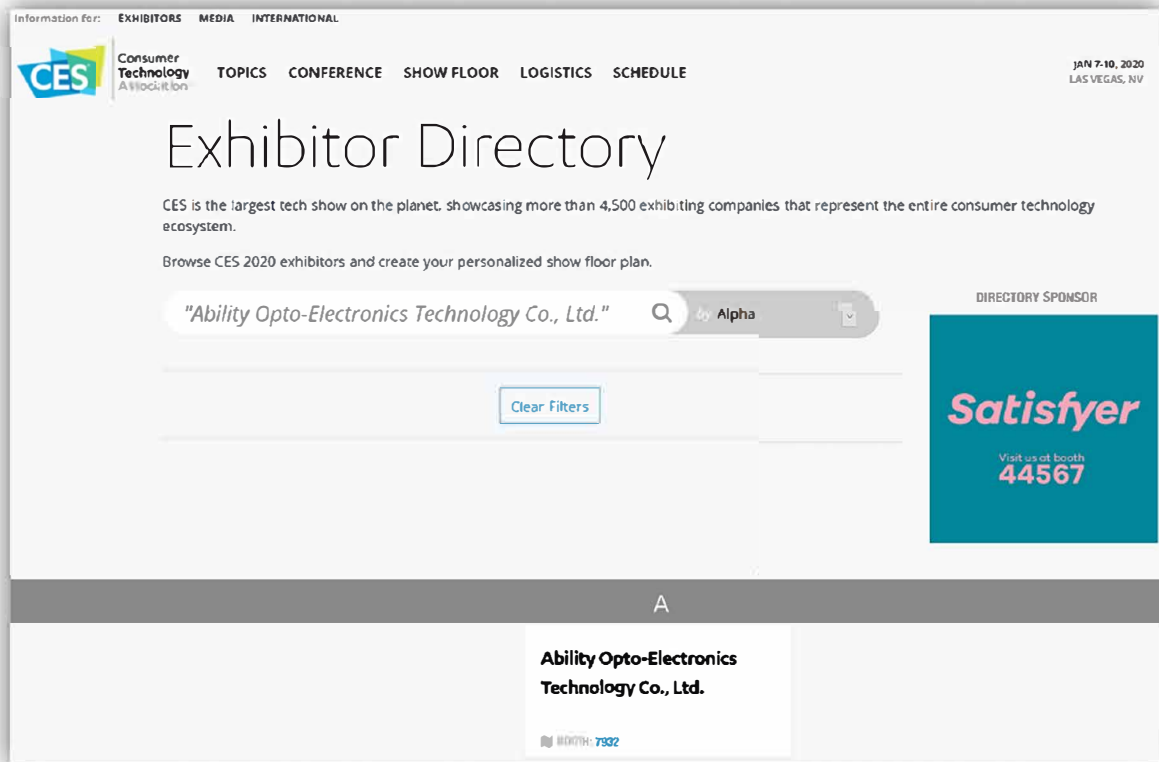 Information for: EXHIBITORS MEDIA INTERNATIONAL
CES
Consumer
Technology
Association
TOPICS CONFERENCE SHOW FLOOR LOGISTICS SCHEDULE
JAN 7-10, 2020
LAS VEGAS, NV
Exhibitor Directory
CES is the largest tech show on the planet, showcasing more than 4,500 exhibiting companies that represent the entire consumer technology
ecosystem.
Browse CES 2020 exhibitors and create your personalized show floor plan.
"Ability Opto-Electronics Technology Co., Ltd."
by Alpha
DIRECTORY SPONSOR
Clear Filters
Satisfyer
Visit us at booth
44567
A
Ability Opto-Electronics
Technology Co., Ltd.
BOOTH: 7932